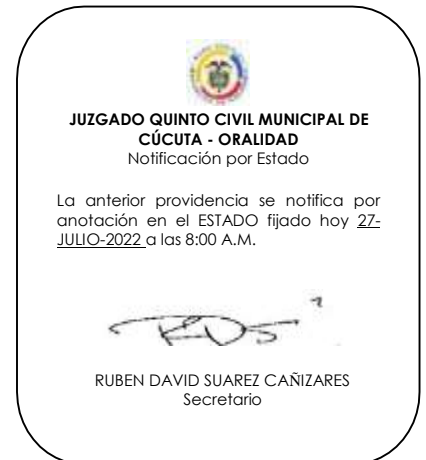 JUZGADO QUINTO CIVIL MUNICIPAL DE
CÚCUTA - ORALIDAD
Notificación por Estado
La anterior providencia se notifica por
anotación en el ESTADO fijado hoy 27-
JULIO-2022 a las 8:00 A.M.
RDS
RUBEN DAVID SUAREZ CAÑIZARES
Secretario